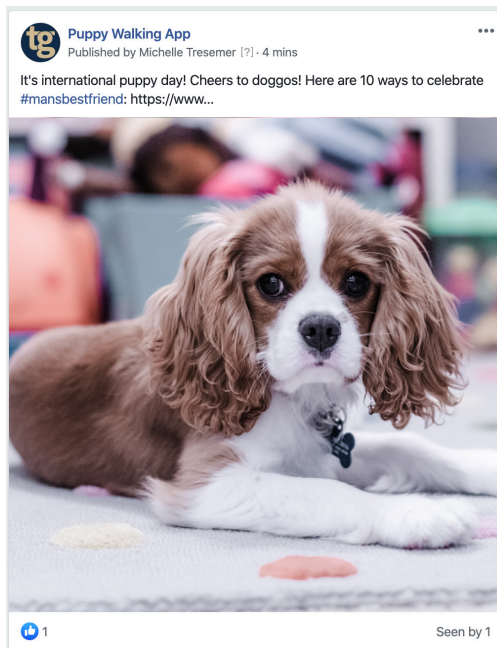 tg
Puppy Walking App
Published by Michelle Tresemer [?] · 4 mins
It's international puppy day! Cheers to doggos! Here are 10 ways to celebrate
#mansbestfriend: https://www...
1
Seen by 1